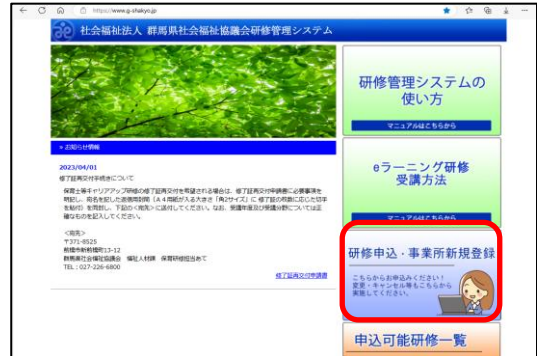 https://www.g-shakyo.jp
社会福祉法人 群馬県社会福祉協議会研修管理システム
研修管理システムの
使い方
マニュアルはこちらから
» お知らせ情報
2023/04/01
修了証再交付手続きについて
保育士等キャリアアップ研修の修了証再交付を希望される場合は、修了証再交付申請書に必要事項を
明記し、宛名を記した返信用封筒（A４用紙が入る大きさ「角2サイズ」に 修了証の枚数に応じた切手
を貼付）を同封し、下記の＜宛先＞に送付してください。なお、受講年度及び受講分野については正
確なものを記入してください。
＜宛先＞
〒371-8525
前橋市新前橋町13-12
群馬県社会福祉協議会 福祉人材課 保育研修担当あて
TEL：027-226-6800
修了証再交付申請書
eラーニング研修
受講方法
マニュアルはこちらから
研修申込・事業所新規登録
こちらからお申込みください！
変更・キャンセル等もこちらから
実施してください。
申込可能研修一覧